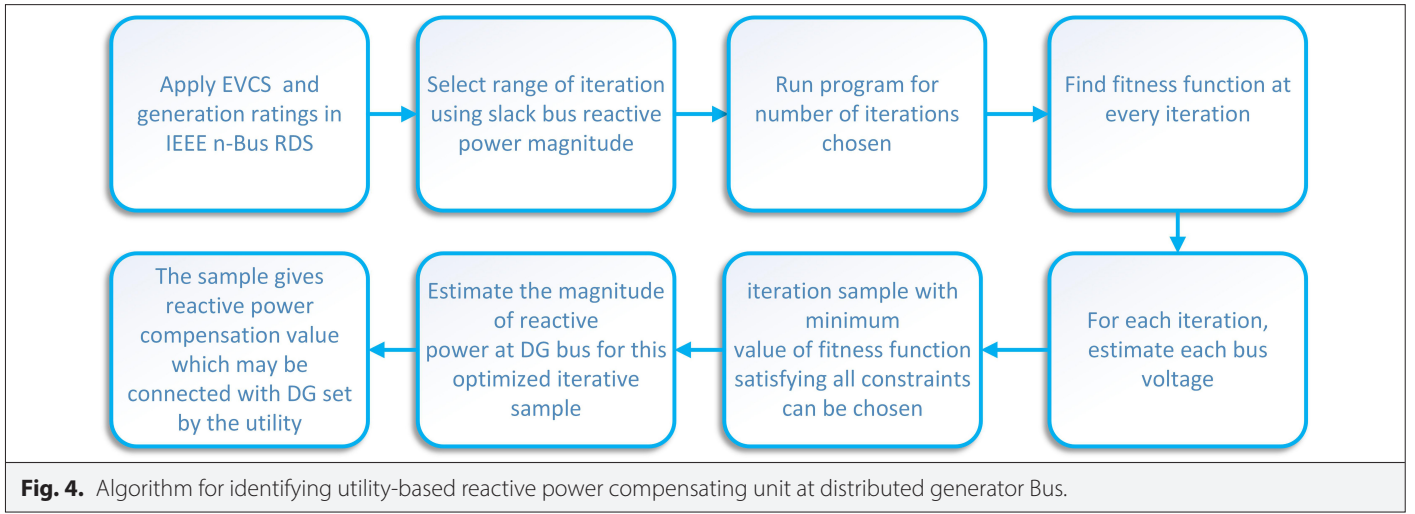 Apply EVCS and
generation ratings in
IEEE n-Bus RDS
Select range of iteration
using slack bus reactive
power magnitude
Run program for
number of iterations
chosen
Find fitness function at
every iteration
For each iteration,
estimate each bus
voltage
iteration sample with
minimum
value of fitness function
satisfying all constraints
can be chosen
Estimate the magnitude
of reactive
power at DG bus for this
optimized iterative
sample
The sample gives
reactive power
compensation value
which may be
connected with DG set
by the utility
Fig. 4. Algorithm for identifying utility-based reactive power compensating unit at distributed generator Bus.